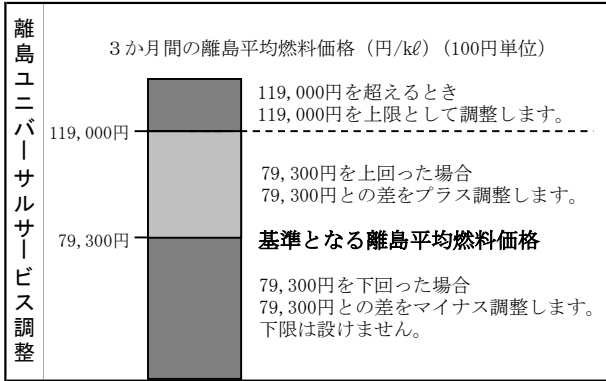 離島ユニバーサルサービス調整
3か月間の離島平均燃料価格(円/kℓ)(100円単位)
119,000円を超えるとき
119,000円を上限として調整します。
119,000円
79,300円を上回った場合
79,300円との差をプラス調整します。
79,300円
基準となる離島平均燃料価格
79,300円を下回った場合
79,300円との差をマイナス調整します。
下限は設けません。